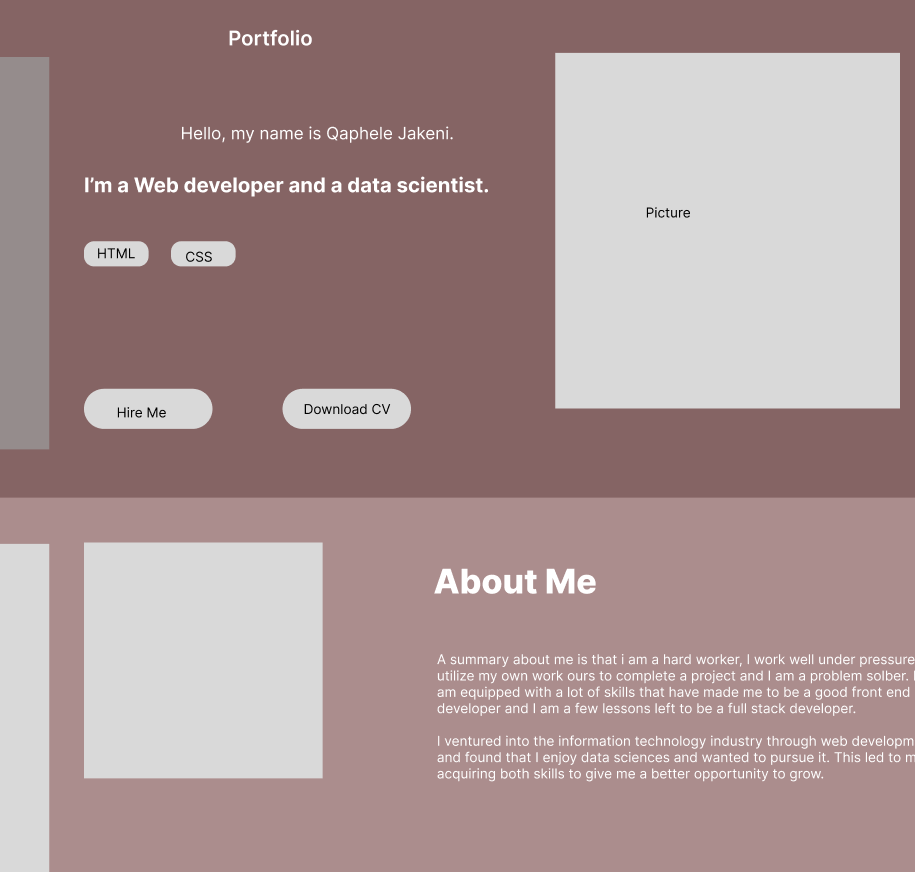 Portfolio
Hello, my name is Qaphele Jakeni.
I'm a Web developer and a data scientist.
HTML
CSS
Picture
Hire Me
Download CV
About Me
A summary about me is that i am a hard worker, I work well under pressure
utilize my own work ours to complete a project and I am a problem solber.
am equipped with a lot of skills that have made me to be a good front end
developer and I am a few lessons left to be a full stack developer.
I ventured into the information technology industry through web developm
and found that I enjoy data sciences and wanted to pursue it. This led to m
acquiring both skills to give me a better opportunity to grow.